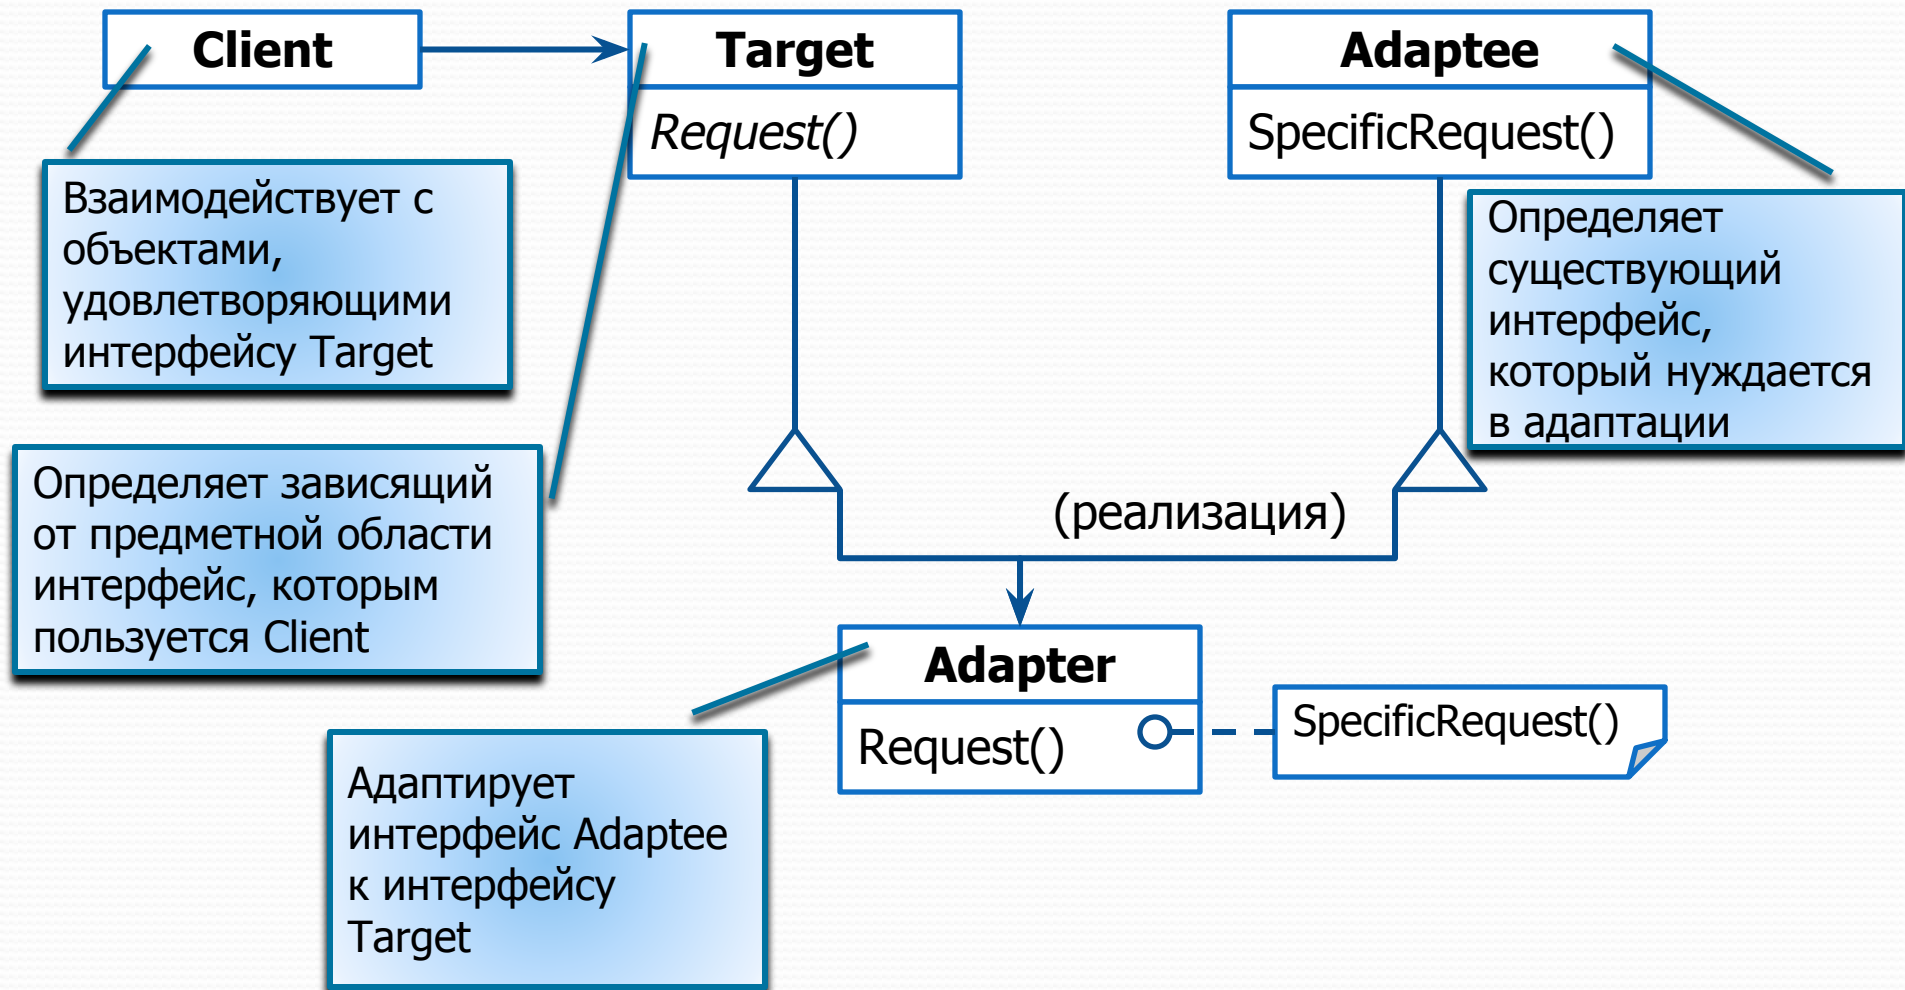 Client
Target
Request()
Adaptee
SpecificRequest()
Взаимодействует с
объектами,
удовлетворяющими
интерфейсу Target
Определяет
существующий
интерфейс,
который нуждается
в адаптации
Определяет зависящий
от предметной области
интерфейс, которым
пользуется Client
(реализация)
Adapter
Request()
SpecificRequest()
Адаптирует
интерфейс Adaptee
к интерфейсу
Target